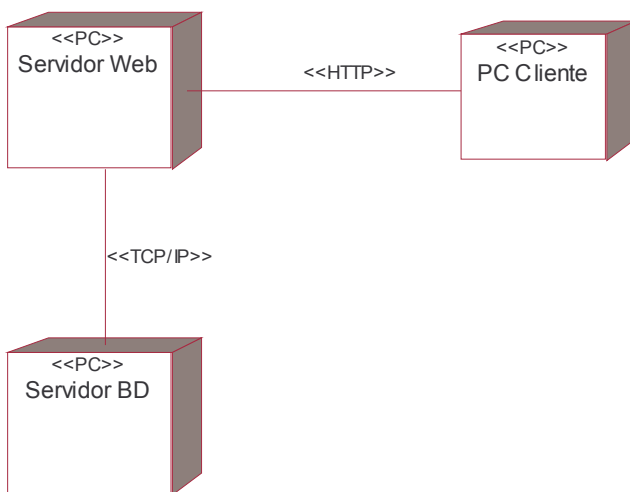 <<PC>>
Servidor Web
<<HTTP>>
<<PC>>
PC Cliente
<<TCP/IP>>
<<PC>>
Servidor BD